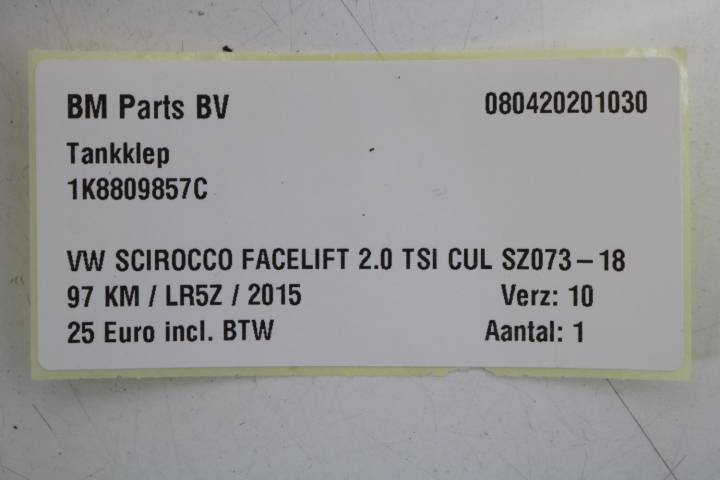 BM Parts BV 080420201030
Tankklep
1K8809857C
VW SCIROCCO FACELIFT 2.0 TSI CUL SZ073-18
97 KM / LR5Z / 2015 Verz: 10
25 Euro incl. BTW Aantal: 1